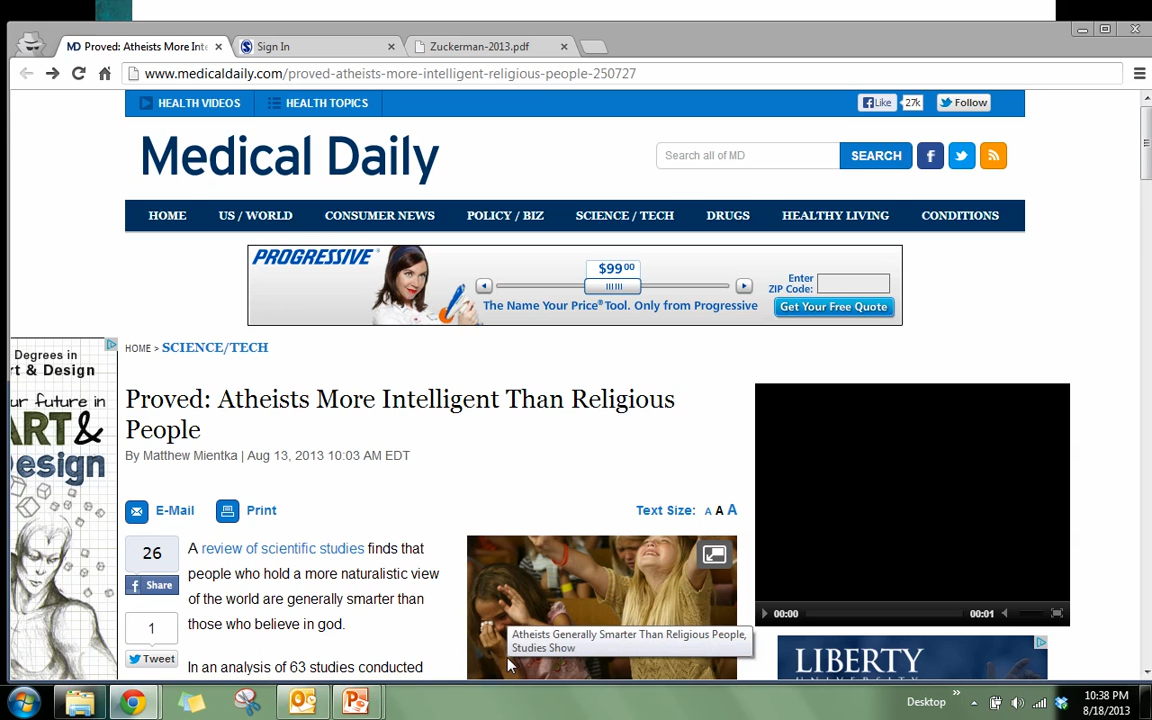 MD Proved: Atheists More Inte
Sign In
Zuckerman-2013.pdf
www.medicaldaily.com/proved-atheists-more-intelligent-religious-people-250727
HEALTH VIDEOS
HEALTH TOPICS
Like
27k
Follow
Medical Daily
Search all of MD
SEARCH
HOME
US / WORLD
CONSUMER NEWS
POLICY / BIZ
SCIENCE / TECH
DRUGS
HEALTHY LIVING
CONDITIONS
PROGRESSIVE
$99⁰⁰
The Name Your Price® Tool. Only from Progressive
Enter
ZIP Code:
Get Your Free Quote
HOME > SCIENCE/TECH
Degrees in
rt & Design
ur future in
ART&
Design
Proved: Atheists More Intelligent Than Religious
People
By Matthew Mientka | Aug 13, 2013 10:03 AM EDT
E-Mail
Print
Text Size: A A A
26
Share
1
Tweet
A review of scientific studies finds that
people who hold a more naturalistic view
of the world are generally smarter than
those who believe in god.
In an analysis of 63 studies conducted
Atheists Generally Smarter Than Religious People,
Studies Show
00:00
00:01
LIBERTY
UNIVERSITY
Desktop
10:38 PM
8/18/2013